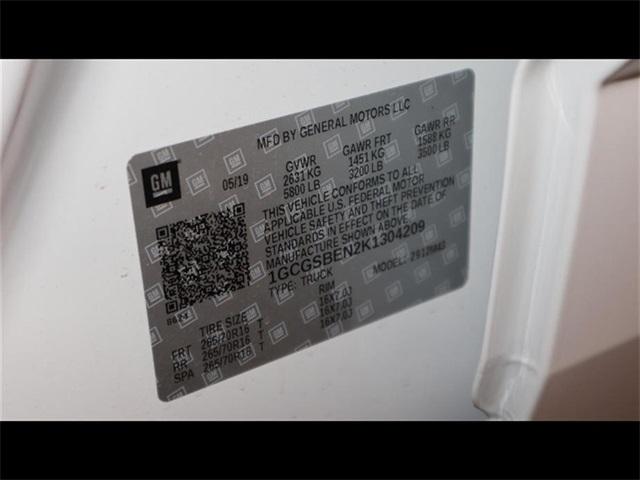 MFD BY GENERAL MOTORS LLC
GM
05/19
GVWR GAWR FRT GAWR RR
2631 KG 1451 KG 1588 KG
5800 LB 3200 LB 3500 LB
THIS VEHICLE CONFORMS TO ALL
APPLICABLE U.S. FEDERAL MOTOR
VEHICLE SAFETY AND THEFT PREVENTION
STANDARDS IN EFFECT ON THE DATE OF
MANUFACTURE SHOWN ABOVE.
1GCGSBEN2K1304209
TYPE: TRUCK MODEL:
TIRE SIZE RIM
FRT 265/70R16 T 16X7.0J
RR 265/70R16 T 16X7.0J
SPA 265/70R16 T 16X7.0J